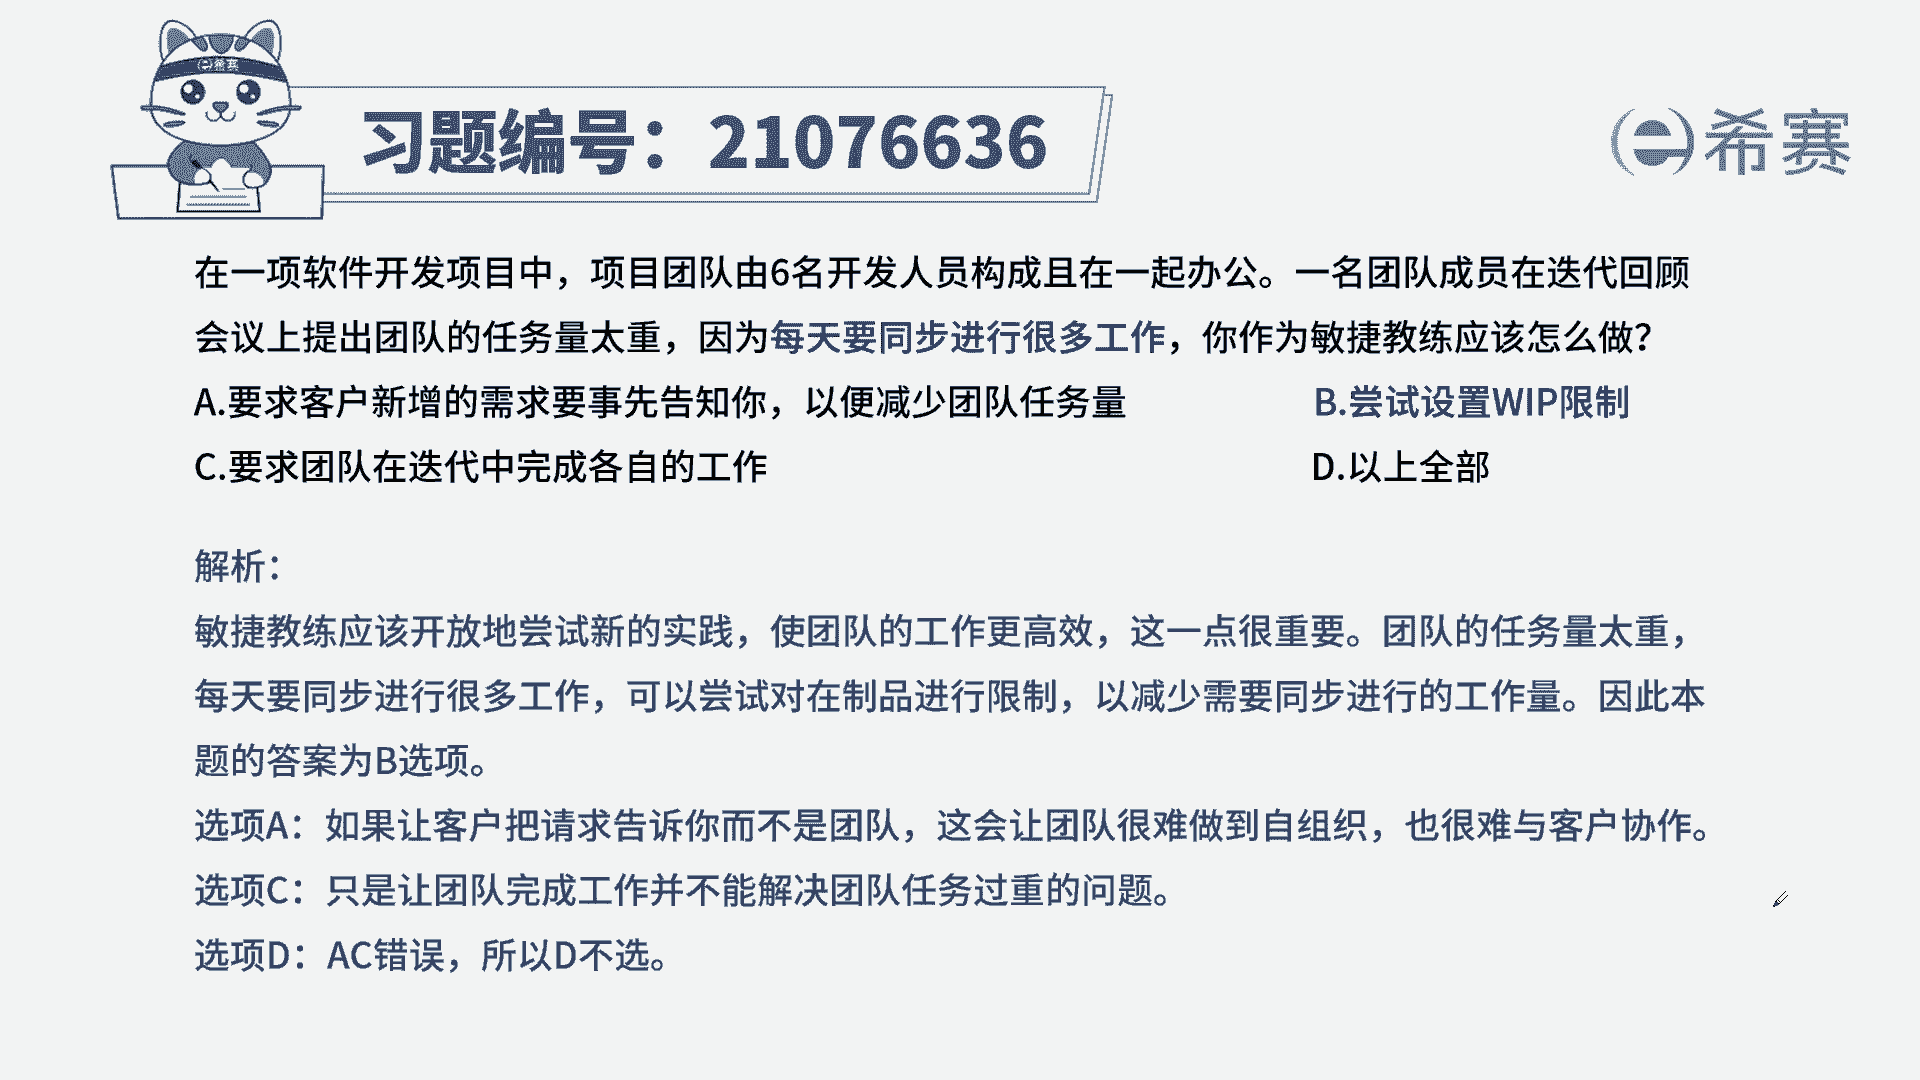 希赛
习题编号：21076636
希赛
在一项软件开发项目中，项目团队由6名开发人员构成且在一起办公。一名团队成员在迭代回顾
会议上提出团队的任务量太重，因为每天要同步进行很多工作，你作为敏捷教练应该怎么做？
A.要求客户新增的需求要事先告知你，以便减少团队任务量 B.尝试设置WIP限制
C.要求团队在迭代中完成各自的工作 D.以上全部
解析：
敏捷教练应该开放地尝试新的实践，使团队的工作更高效，这一点很重要。团队的任务量太重，
每天要同步进行很多工作，可以尝试对在制品进行限制，以减少需要同步进行的工作量。因此本
题的答案为B选项。
选项A：如果让客户把请求告诉你而不是团队，这会让团队很难做到自组织，也很难与客户协作。
选项C：只是让团队完成工作并不能解决团队任务过重的问题。
选项D：AC错误，所以D不选。